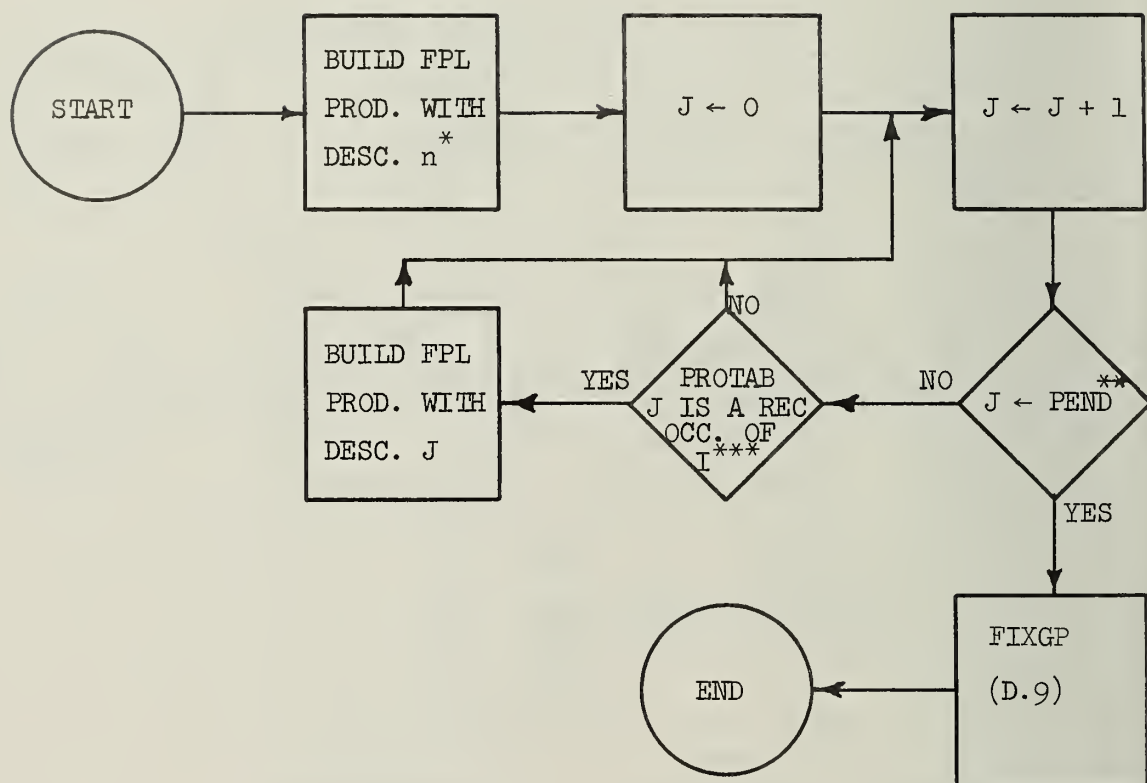 START
BUILD FPL
PROD. WITH
DESC. n*
J ← 0
J ← J + 1
NO
BUILD FPL
PROD. WITH
DESC. J
YES
PROTAB
J IS A REC
OCC. OF
I***
NO
J ← PEND**
YES
FIXGP
(D.9)
END